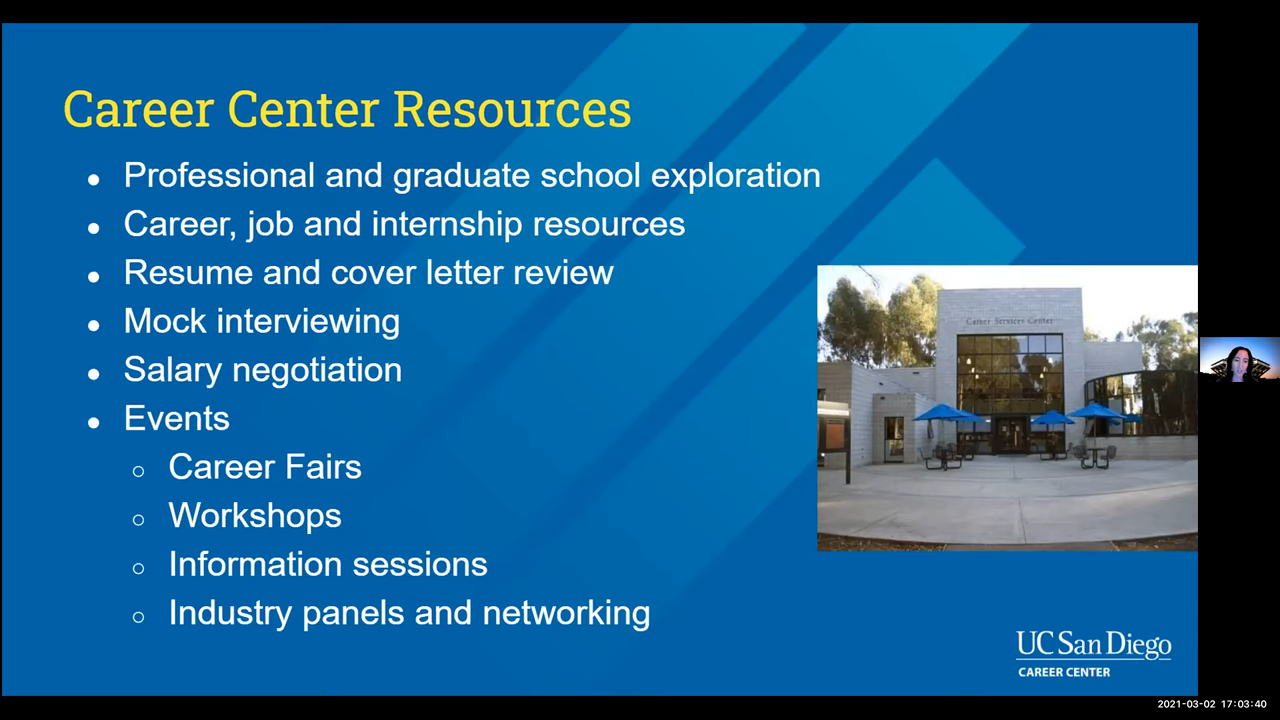 Career Center Resources
● Professional and graduate school exploration
● Career, job and internship resources
● Resume and cover letter review
● Mock interviewing
● Salary negotiation
● Events
○ Career Fairs
○ Workshops
○ Information sessions
○ Industry panels and networking
Career Services Center
UC San Diego
CAREER CENTER
2021-03-02 17:03:40